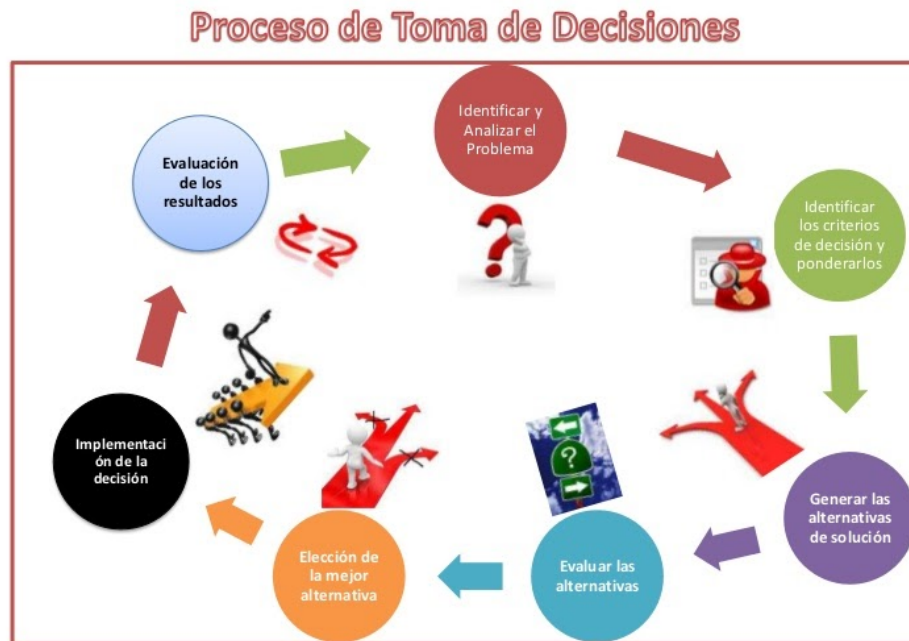 Proceso de Toma de Decisiones
Identificar y
Analizar el
Problema
Identificar
los criterios
de decisión y
ponderarlos
Generar las
alternativas
de solución
Evaluar las
alternativas
Elección de
la mejor
alternativa
Implementaci
ón de la
decisión
Evaluación
de los
resultados
?
?